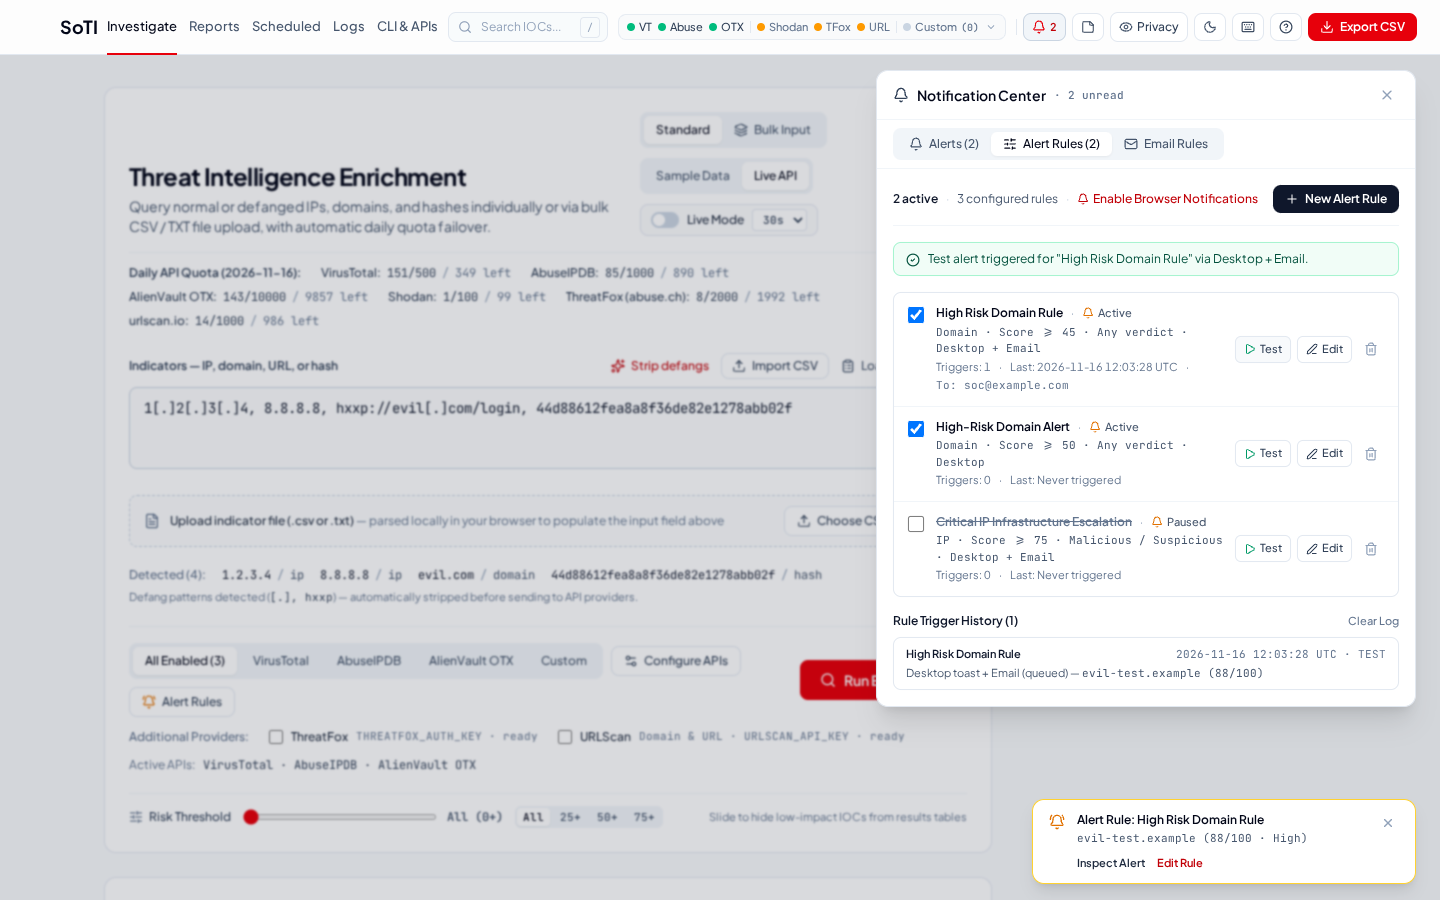 SoTI Investigate Reports Scheduled Logs CLI & APIs Search IOCs... / VT Abuse OTX Shodan TFox URL Custom (0) 2 Privacy Export CSV
Standard Bulk Input
Sample Data Live API
Live Mode 30s
Threat Intelligence Enrichment
Query normal or defanged IPs, domains, and hashes individually or via bulk
CSV / TXT file upload, with automatic daily quota failover.
Daily API Quota (2026-11-16): VirusTotal: 151/500 / 349 left AbuseIPDB: 85/1000 / 890 left
AlienVault OTX: 143/10000 / 9857 left Shodan: 1/100 / 99 left ThreatFox (abuse.ch): 8/2000 / 1992 left
urlscan.io: 14/1000 / 986 left
Indicators — IP, domain, URL, or hash Strip defangs Import CSV
1[.]2[.]3[.]4, 8.8.8.8, hxxp://evil[.]com/login, 44d88612fea8a8f36de82e1278abb02f
Upload indicator file (.csv or .txt) — parsed locally in your browser to populate the input field above Choose
Detected (4): 1.2.3.4 / ip 8.8.8.8 / ip evil.com / domain 44d88612fea8a8f36de82e1278abb02f / hash
Defang patterns detected ([.], hxxp) — automatically stripped before sending to API providers.
All Enabled (3) VirusTotal AbuseIPDB AlienVault OTX Custom Configure APIs
Alert Rules
Run
Additional Providers: ThreatFox THREATFOX_AUTH_KEY · ready URLScan Domain & URL · URLSCAN_API_KEY · ready
Active APIs: VirusTotal · AbuseIPDB · AlienVault OTX
Risk Threshold All (0+) All 25+ 50+ 75+ Slide to hide low-impact IOCs from results tables
Notification Center · 2 unread
Alerts (2) Alert Rules (2) Email Rules
2 active · 3 configured rules · Enable Browser Notifications New Alert Rule
Test alert triggered for "High Risk Domain Rule" via Desktop + Email.
High Risk Domain Rule · Active
Domain · Score ≥ 45 · Any verdict ·
Desktop + Email
Triggers: 1 · Last: 2026-11-16 12:03:28 UTC ·
To: soc@example.com
Test Edit
High-Risk Domain Alert · Active
Domain · Score ≥ 50 · Any verdict ·
Desktop
Triggers: 0 · Last: Never triggered
Test Edit
Critical IP Infrastructure Escalation · Paused
IP · Score ≥ 75 · Malicious / Suspicious
· Desktop + Email
Triggers: 0 · Last: Never triggered
Test Edit
Rule Trigger History (1) Clear Log
High Risk Domain Rule 2026-11-16 12:03:28 UTC · TEST
Desktop toast + Email (queued) — evil-test.example (88/100)
Alert Rule: High Risk Domain Rule
evil-test.example (88/100 · High)
Inspect Alert Edit Rule